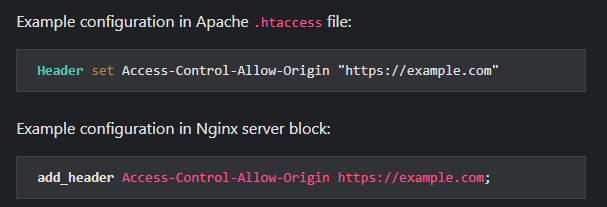 Example configuration in Apache .htaccess file:
Header set Access-Control-Allow-Origin "https://example.com"
Example configuration in Nginx server block:
add_header Access-Control-Allow-Origin https://example.com;